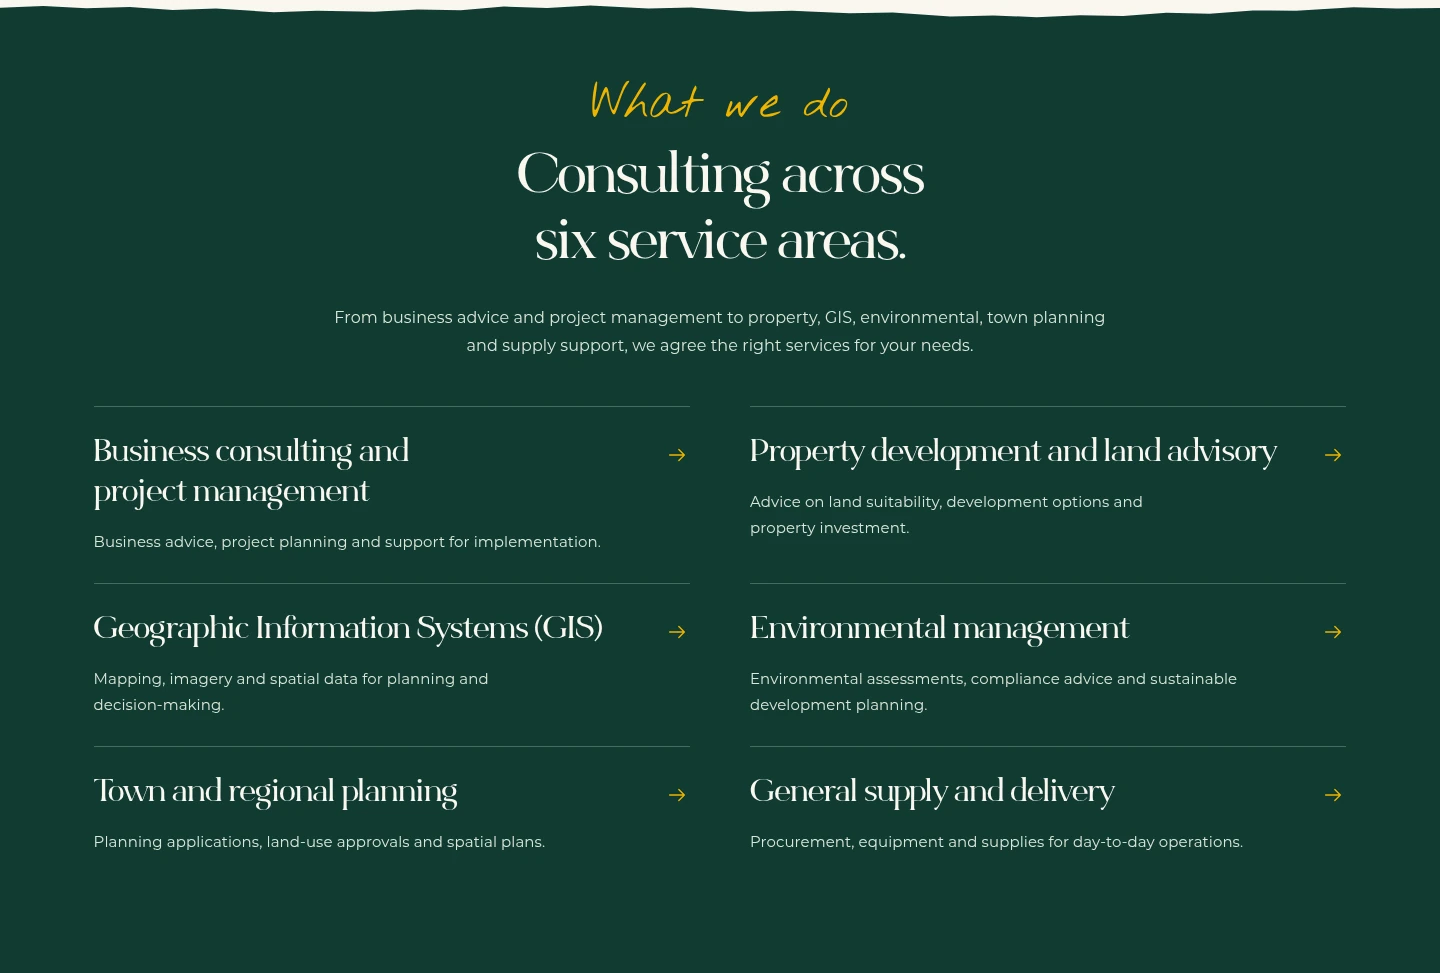 What we do
Consulting across
six service areas.
From business advice and project management to property, GIS, environmental, town planning
and supply support, we agree the right services for your needs.
Business consulting and
project management
Business advice, project planning and support for implementation.
Property development and land advisory
Advice on land suitability, development options and
property investment.
Geographic Information Systems (GIS)
Mapping, imagery and spatial data for planning and
decision-making.
Environmental management
Environmental assessments, compliance advice and sustainable
development planning.
Town and regional planning
Planning applications, land-use approvals and spatial plans.
General supply and delivery
Procurement, equipment and supplies for day-to-day operations.